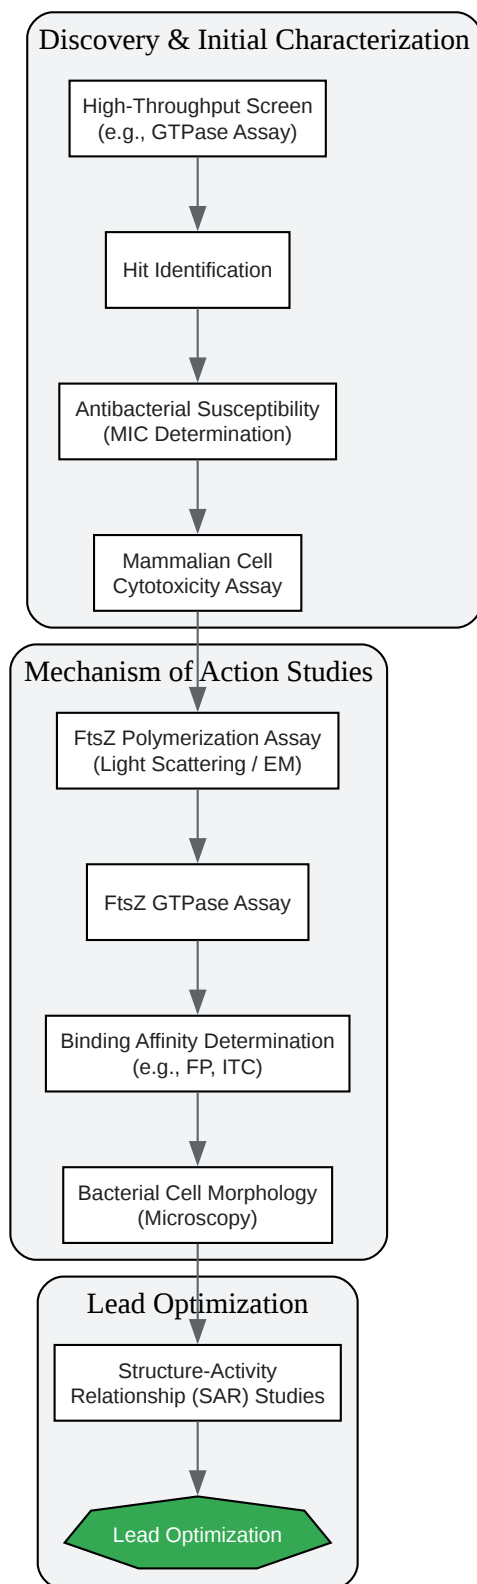 Discovery & Initial Characterization
High-Throughput Screen
(e.g., GTPase Assay)
Hit Identification
Antibacterial Susceptibility
(MIC Determination)
Mammalian Cell
Cytotoxicity Assay
Mechanism of Action Studies
FtsZ Polymerization Assay
(Light Scattering / EM)
FtsZ GTPase Assay
Binding Affinity Determination
(e.g., FP, ITC)
Bacterial Cell Morphology
(Microscopy)
Lead Optimization
Structure-Activity
Relationship (SAR) Studies
Lead Optimization